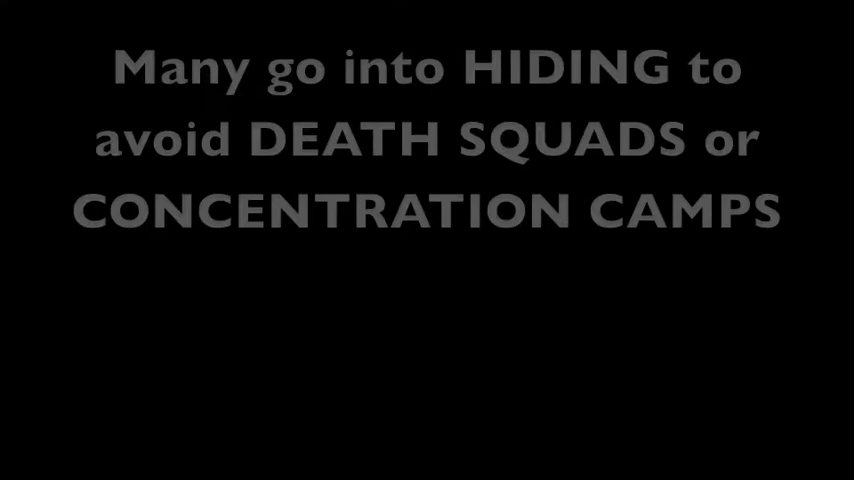 Many go into HIDING to
avoid DEATH SQUADS or
CONCENTRATION CAMPS